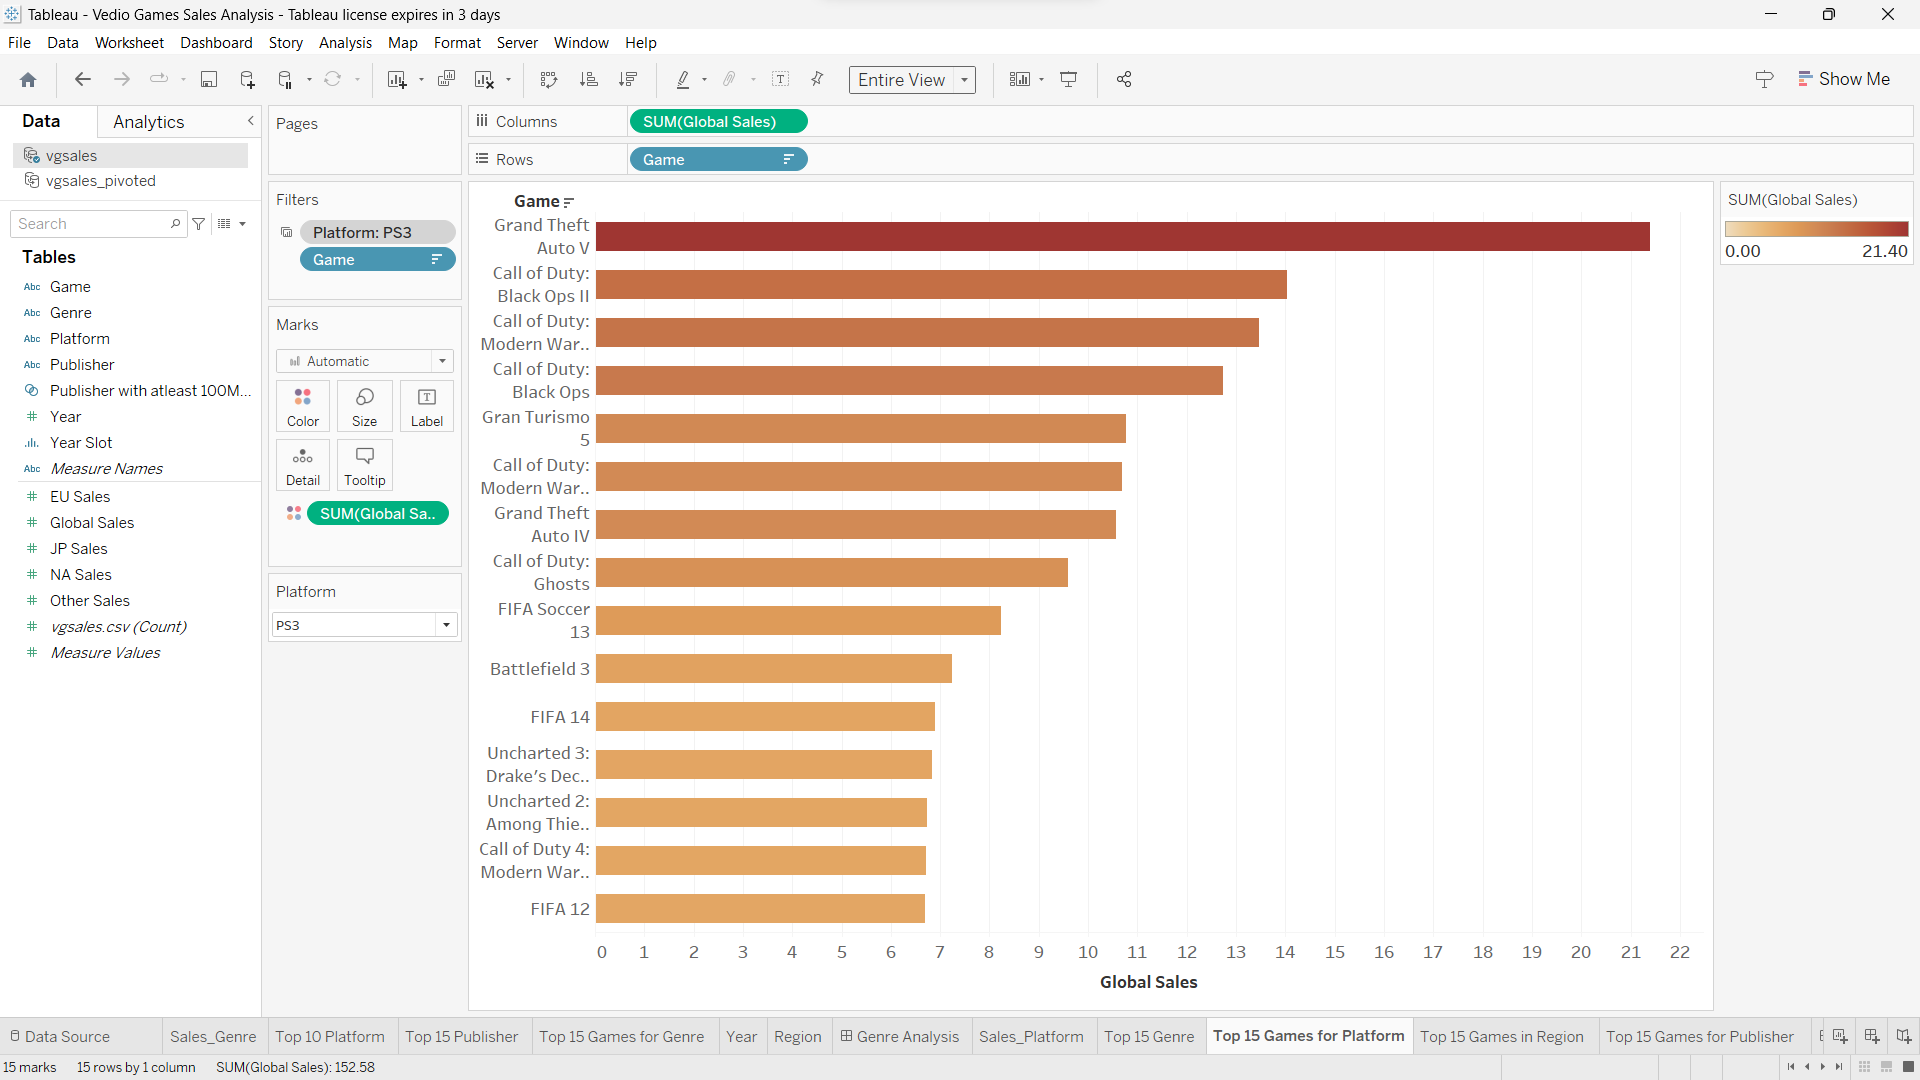 Tableau - Vedio Games Sales Analysis - Tableau license expires in 3 days
File Data Worksheet Dashboard Story Analysis Map Format Server Window Help
Entire View
Show Me
Data Analytics
vgsales
vgsales_pivoted
Search
Tables
Abc Game
Abc Genre
Abc Platform
Abc Publisher
Publisher with atleast 100M...
# Year
Year Slot
Abc Measure Names
# EU Sales
# Global Sales
# JP Sales
# NA Sales
# Other Sales
# vgsales.csv (Count)
# Measure Values
Pages
Filters
Platform: PS3
Game
Marks
Automatic
Color Size Label
Detail Tooltip
SUM(Global Sa..
Platform
PS3
Columns SUM(Global Sales)
Rows Game
Game
Grand Theft
Auto V
Call of Duty:
Black Ops II
Call of Duty:
Modern War..
Call of Duty:
Black Ops
Gran Turismo
5
Call of Duty:
Modern War..
Grand Theft
Auto IV
Call of Duty:
Ghosts
FIFA Soccer
13
Battlefield 3
FIFA 14
Uncharted 3:
Drake's Dec..
Uncharted 2:
Among Thie..
Call of Duty 4:
Modern War..
FIFA 12
0 1 2 3 4 5 6 7 8 9 10 11 12 13 14 15 16 17 18 19 20 21 22
Global Sales
SUM(Global Sales)
0.00 21.40
Data Source Sales_Genre Top 10 Platform Top 15 Publisher Top 15 Games for Genre Year Region Genre Analysis Sales_Platform Top 15 Genre Top 15 Games for Platform Top 15 Games in Region Top 15 Games for Publisher
15 marks 15 rows by 1 column SUM(Global Sales): 152.58